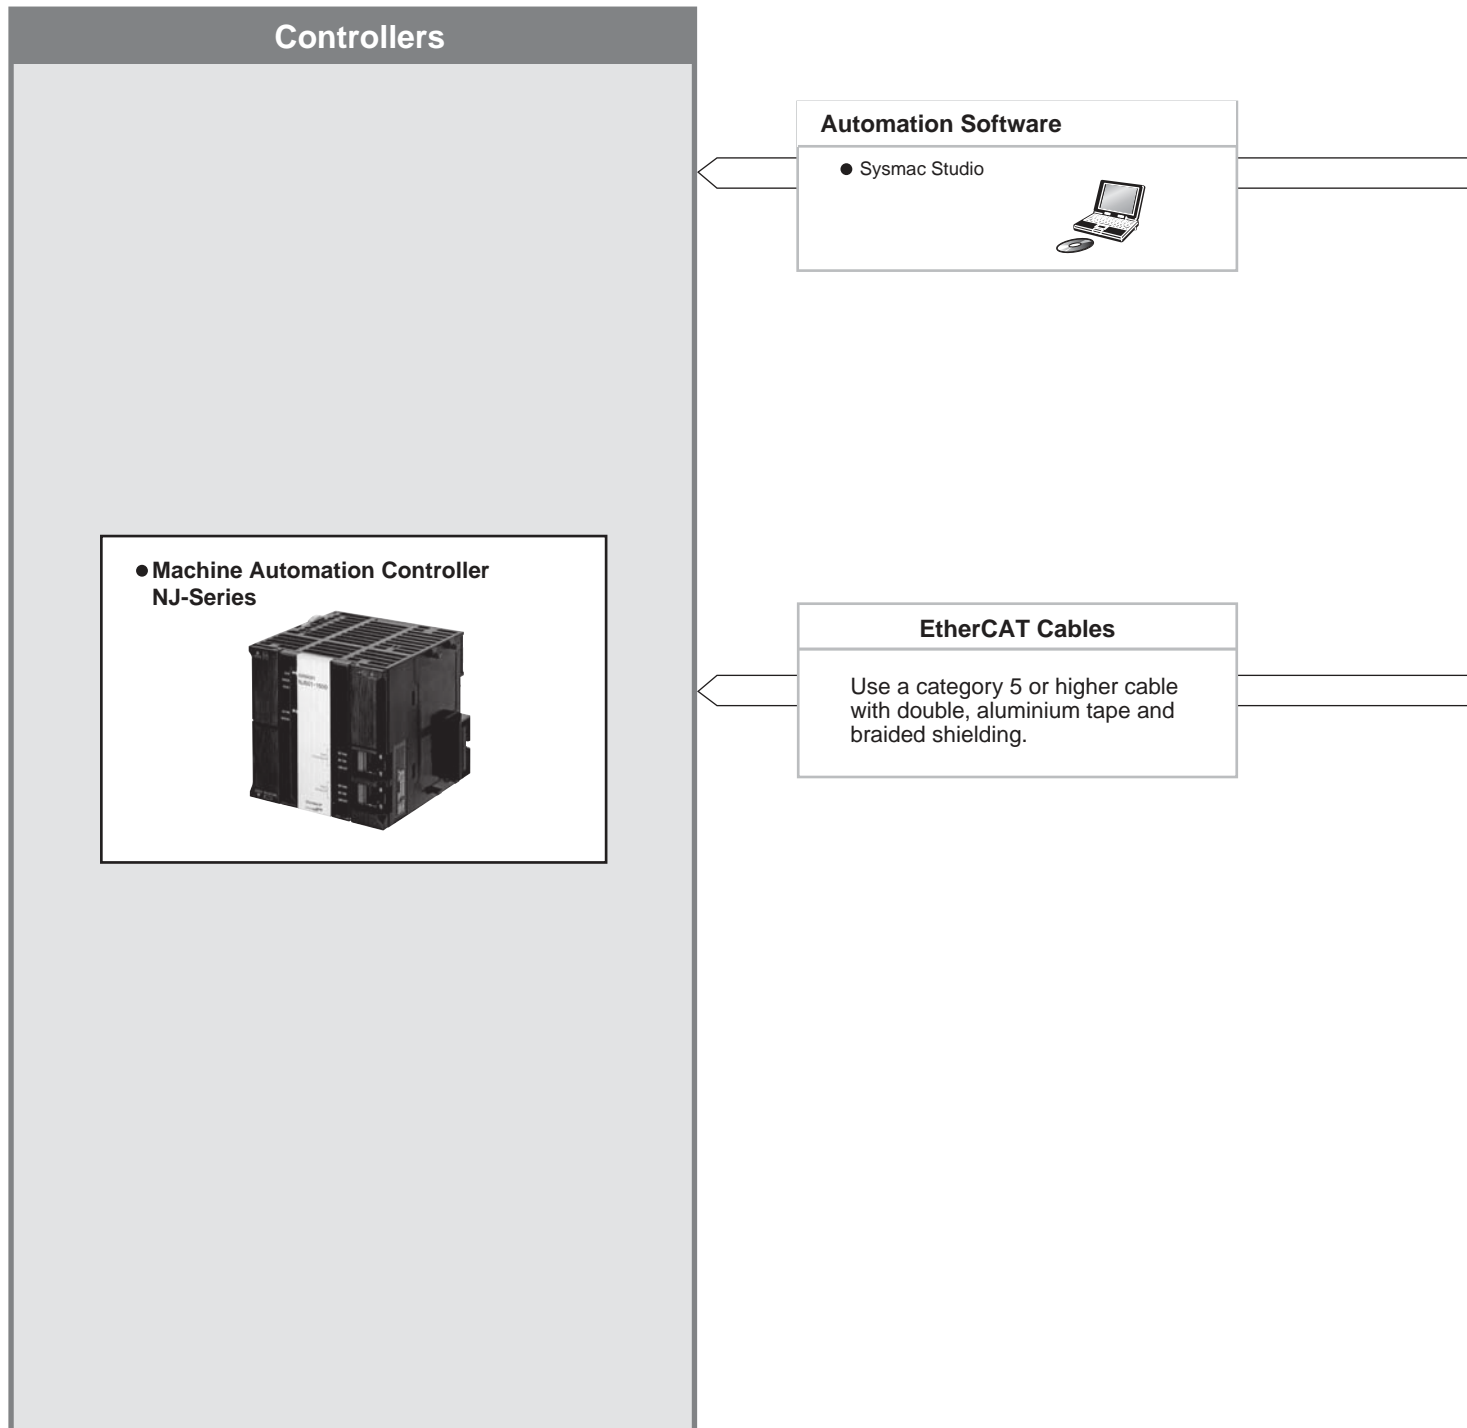 Controllers
Automation Software
● Sysmac Studio
● Machine Automation Controller
NJ-Series
EtherCAT Cables
Use a category 5 or higher cable
with double, aluminium tape and
braided shielding.